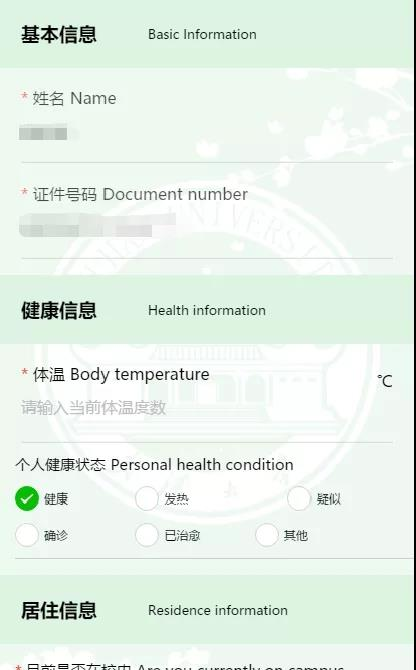 基本信息 Basic Information
* 姓名 Name
* 证件号码 Document number
健康信息 Health information
* 体温 Body temperature
℃
请输入当前体温度数
个人健康状态 Personal health condition
健康 发热 疑似
确诊 已治愈 其他
居住信息 Residence information
* 目前是否在校内 Are you currently on campus